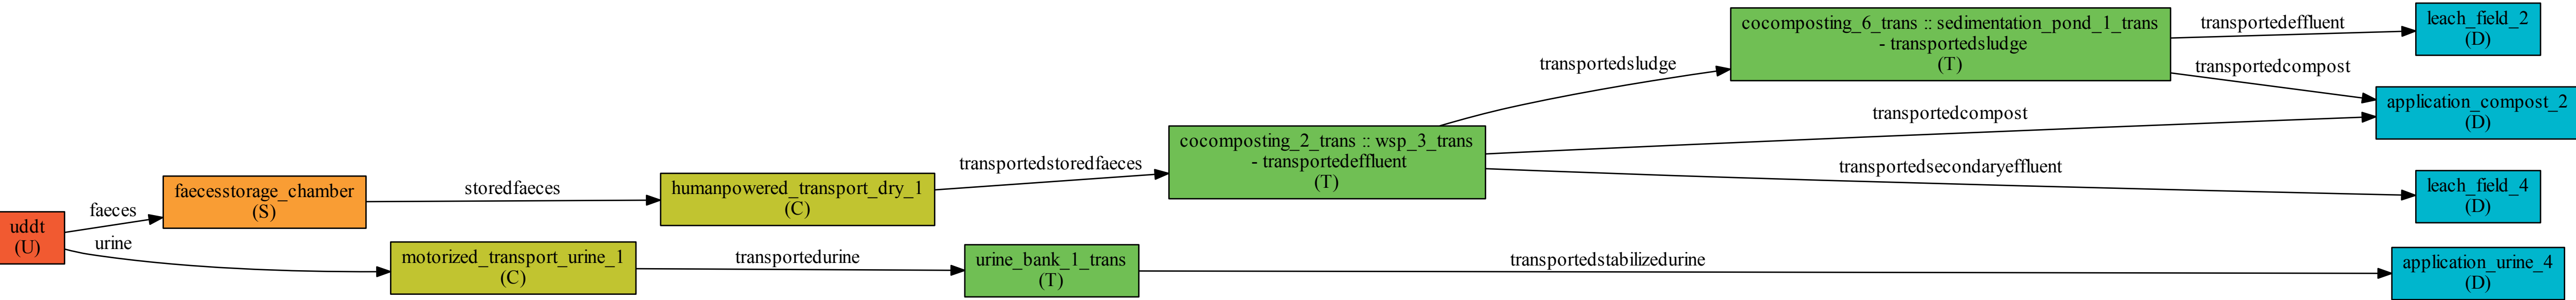 uddt
(U)
faeces
urine
faecesstorage_chamber
(S)
storedfaeces
motorized_transport_urine_1
(C)
humanpowered_transport_dry_1
(C)
transportedurine
transportedstoredfaeces
urine_bank_1_trans
(T)
cocomposting_2_trans :: wsp_3_trans
- transportedeffluent
(T)
transportedsludge
transportedcompost
transportedsecondaryeffluent
transportedstabilizedurine
cocomposting_6_trans :: sedimentation_pond_1_trans
- transportedsludge
(T)
transportedeffluent
transportedcompost
leach_field_2
(D)
application_compost_2
(D)
leach_field_4
(D)
application_urine_4
(D)